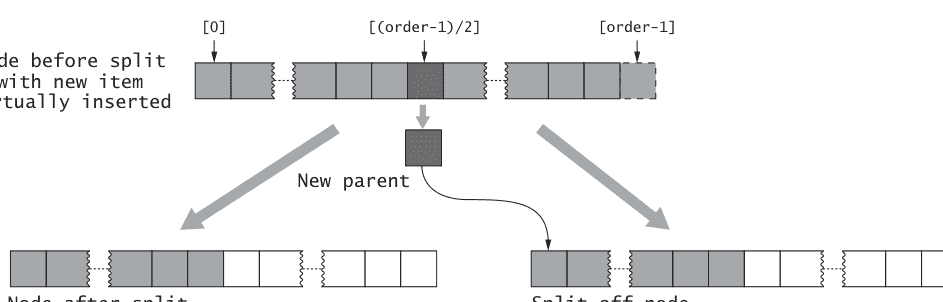 [0] [(order-1)/2] [order-1]
de before split
with new item
rtually inserted
New parent
Node after split
Split-off node